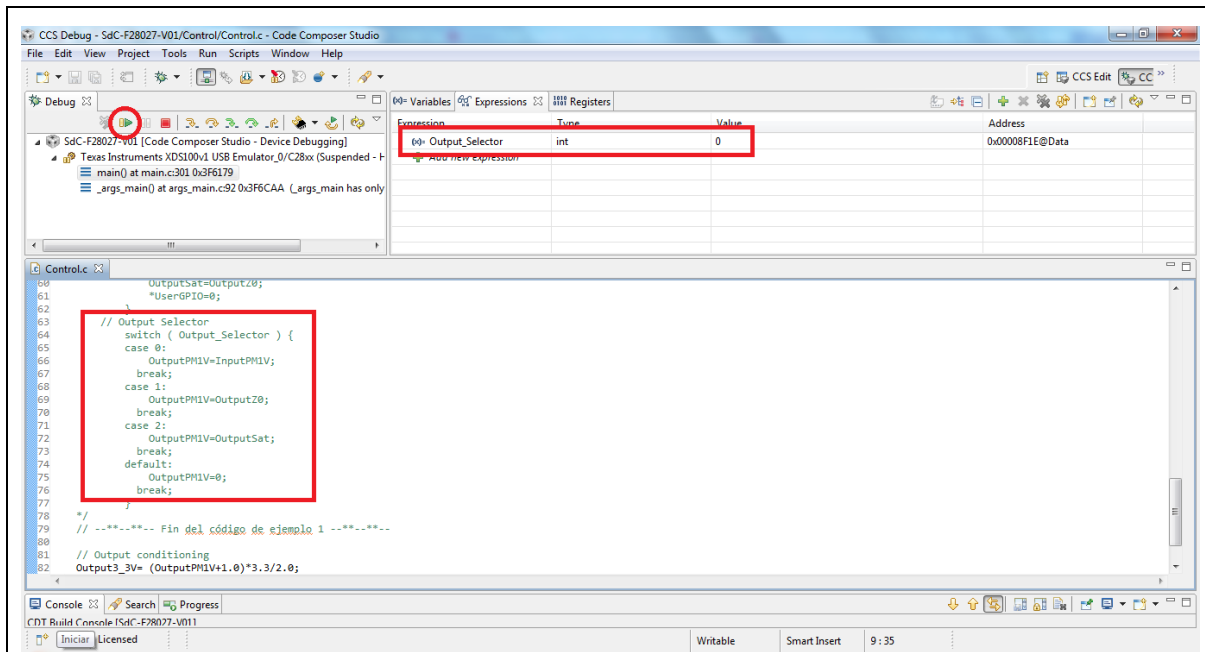 CCS Debug - SdC-F28027-V01/Control/Control.c - Code Composer Studio
File Edit View Project Tools Run Scripts Window Help
CCS Edit CC »
Debug
(x)= Variables Expressions Registers
Expression Type Value Address
SdC-F28027-V01 [Code Composer Studio - Device Debugging]
(x)= Output_Selector int 0 0x00008F1E@Data
Texas Instruments XDS100v1 USB Emulator_0/C28xx (Suspended - H
Add new expression
main() at main.c:301 0x3F6179
_args_main() at args_main.c:92 0x3F6CAA (_args_main has only
Control.c
60 OutputSat=OutputZ0;
61 *UserGPIO=0;
62 }
63 // Output Selector
64 switch ( Output_Selector ) {
65 case 0:
66 OutputPM1V=InputPM1V;
67 break;
68 case 1:
69 OutputPM1V=OutputZ0;
70 break;
71 case 2:
72 OutputPM1V=OutputSat;
73 break;
74 default:
75 OutputPM1V=0;
76 break;
77 }
78 */
79 // --**--**-- Fin del código de ejemplo 1 --**--**--
80
81 // Output conditioning
82 Output3_3V= (OutputPM1V+1.0)*3.3/2.0;
Console Search Progress
CDT Build Console [SdC-F28027-V01]
Iniciar Licensed Writable Smart Insert 9 : 35